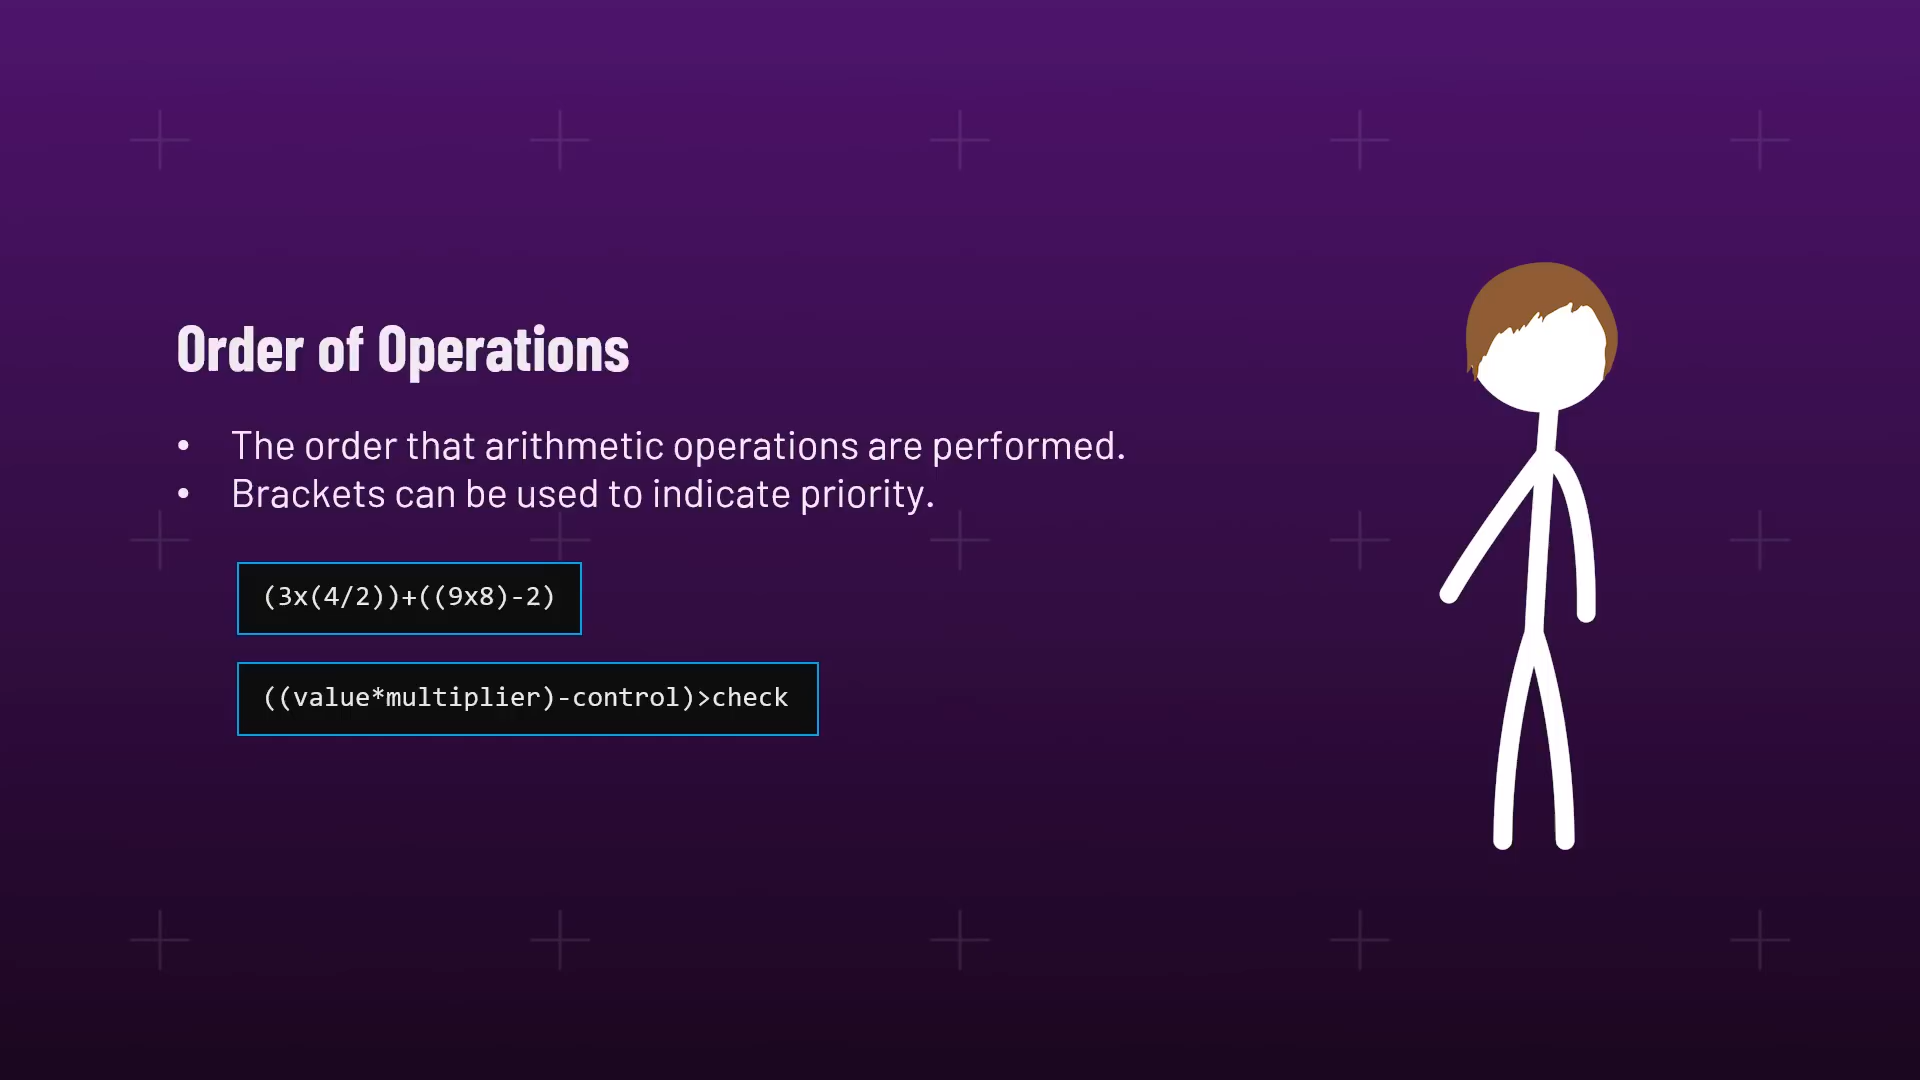 Order of Operations
• The order that arithmetic operations are performed.
• Brackets can be used to indicate priority.
(3x(4/2))+((9x8)-2)
((value*multiplier)-control)>check